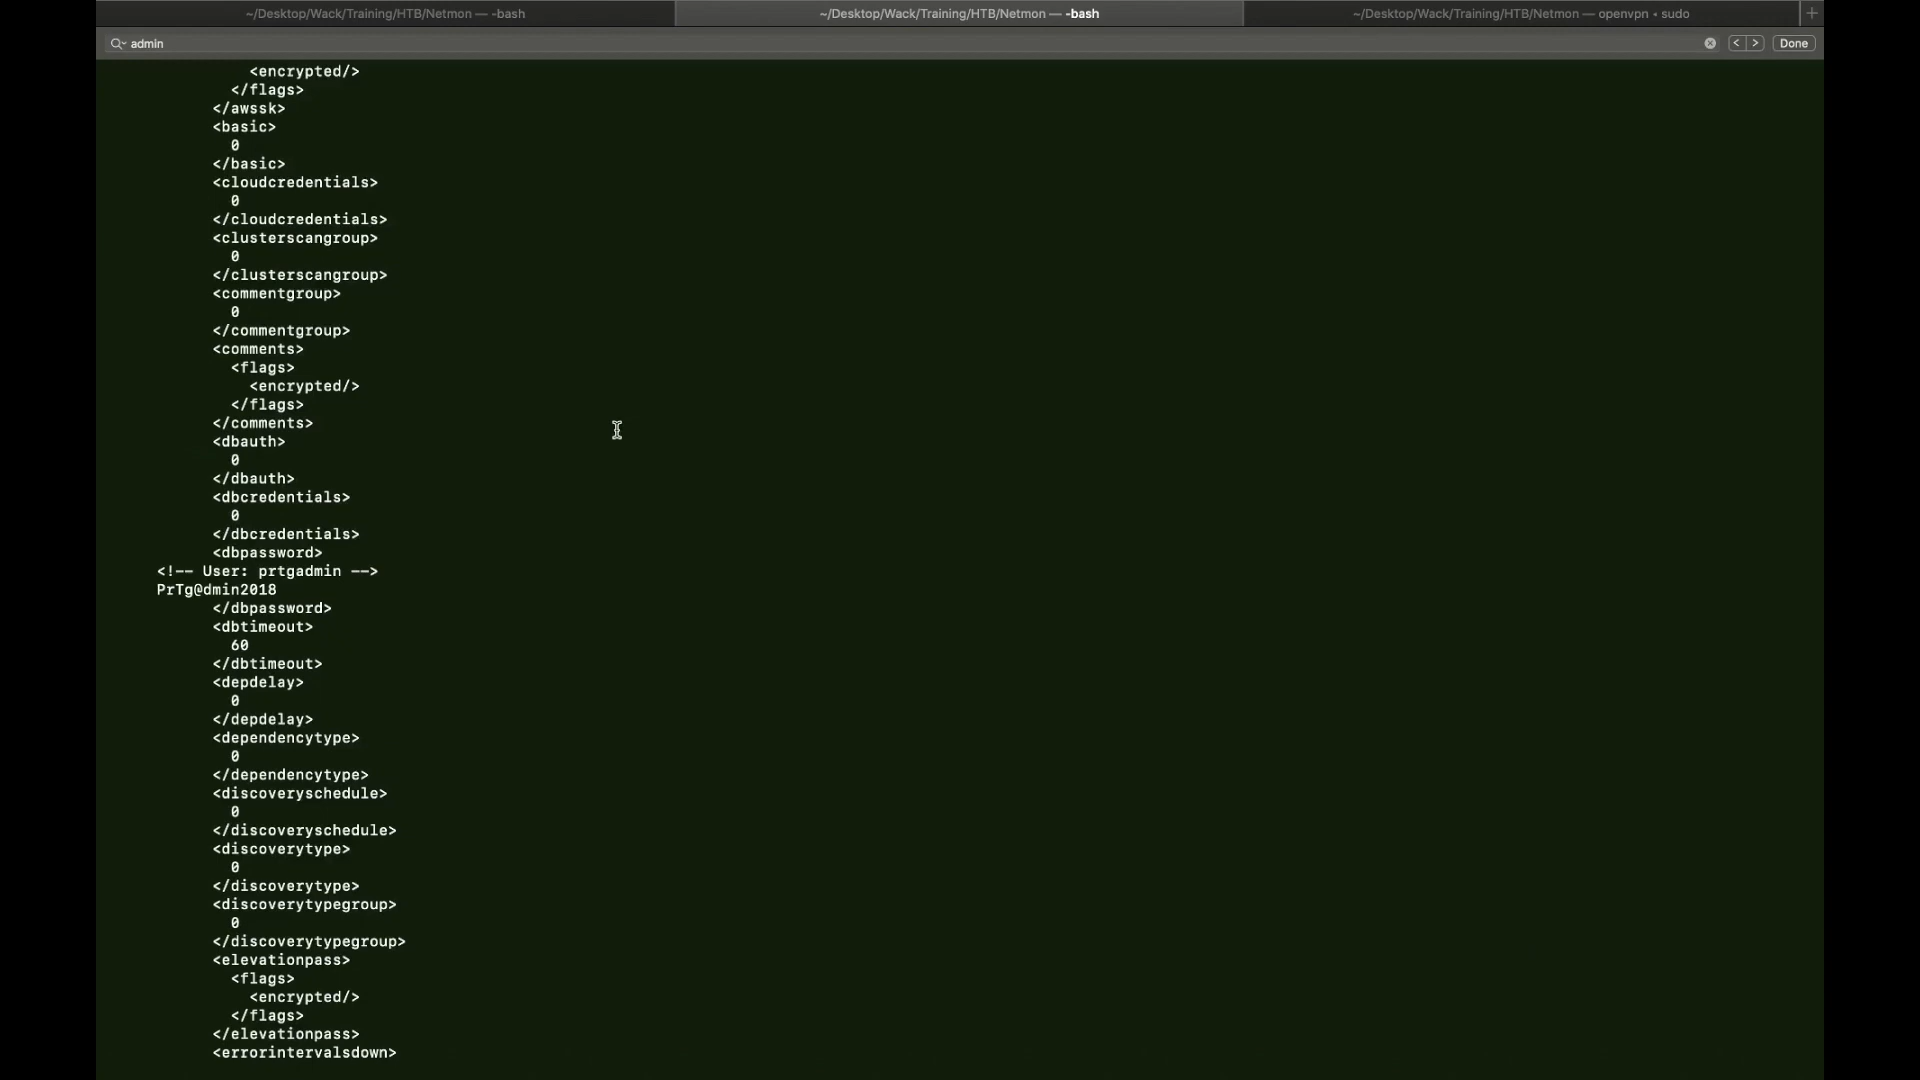 ~/Desktop/Wack/Training/HTB/Netmon — -bash
~/Desktop/Wack/Training/HTB/Netmon — -bash
~/Desktop/Wack/Training/HTB/Netmon — openvpn • sudo
+
admin
< >
Done
<encrypted/>
</flags>
</awssk>
<basic>
0
</basic>
<cloudcredentials>
0
</cloudcredentials>
<clusterscangroup>
0
</clusterscangroup>
<commentgroup>
0
</commentgroup>
<comments>
<flags>
<encrypted/>
</flags>
</comments>
<dbauth>
0
</dbauth>
<dbcredentials>
0
</dbcredentials>
<dbpassword>
<!-- User: prtgadmin -->
PrTg@dmin2018
</dbpassword>
<dbtimeout>
60
</dbtimeout>
<depdelay>
0
</depdelay>
<dependencytype>
0
</dependencytype>
<discoveryschedule>
0
</discoveryschedule>
<discoverytype>
0
</discoverytype>
<discoverytypegroup>
0
</discoverytypegroup>
<elevationpass>
<flags>
<encrypted/>
</flags>
</elevationpass>
<errorintervalsdown>